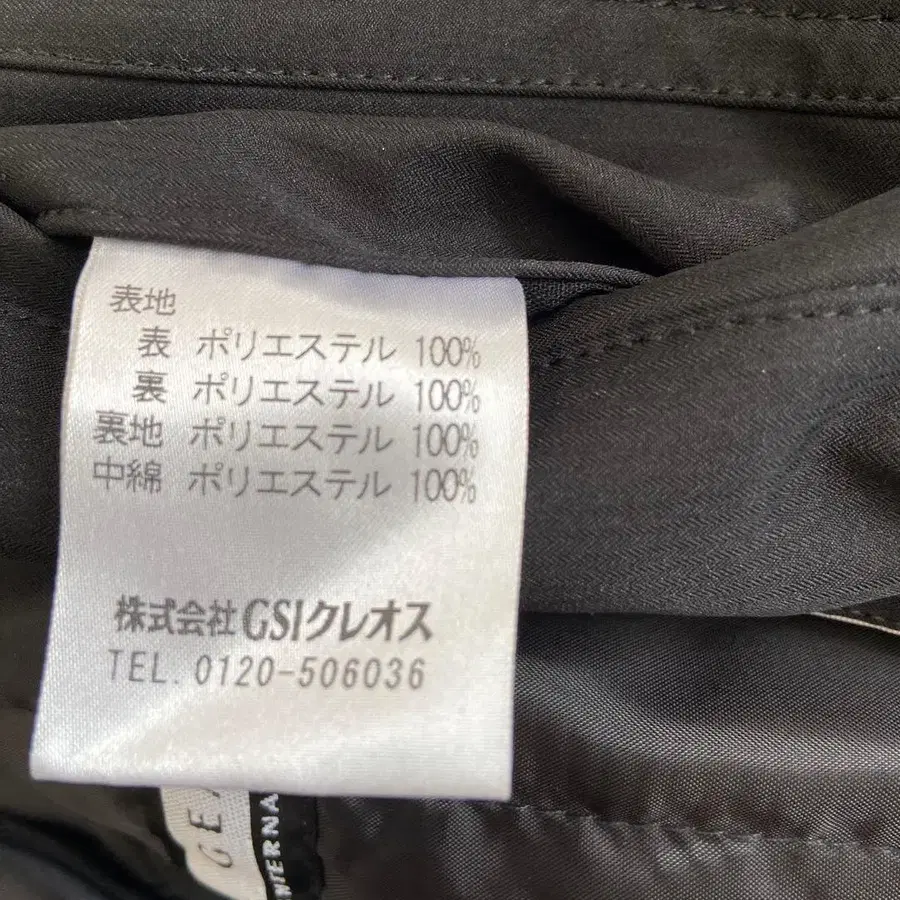 表地
表 ポリエステル 100%
裏 ポリエステル 100%
裏地 ポリエステル 100%
中綿 ポリエステル 100%
株式会社GSIクレオス
TEL. 0120-506036